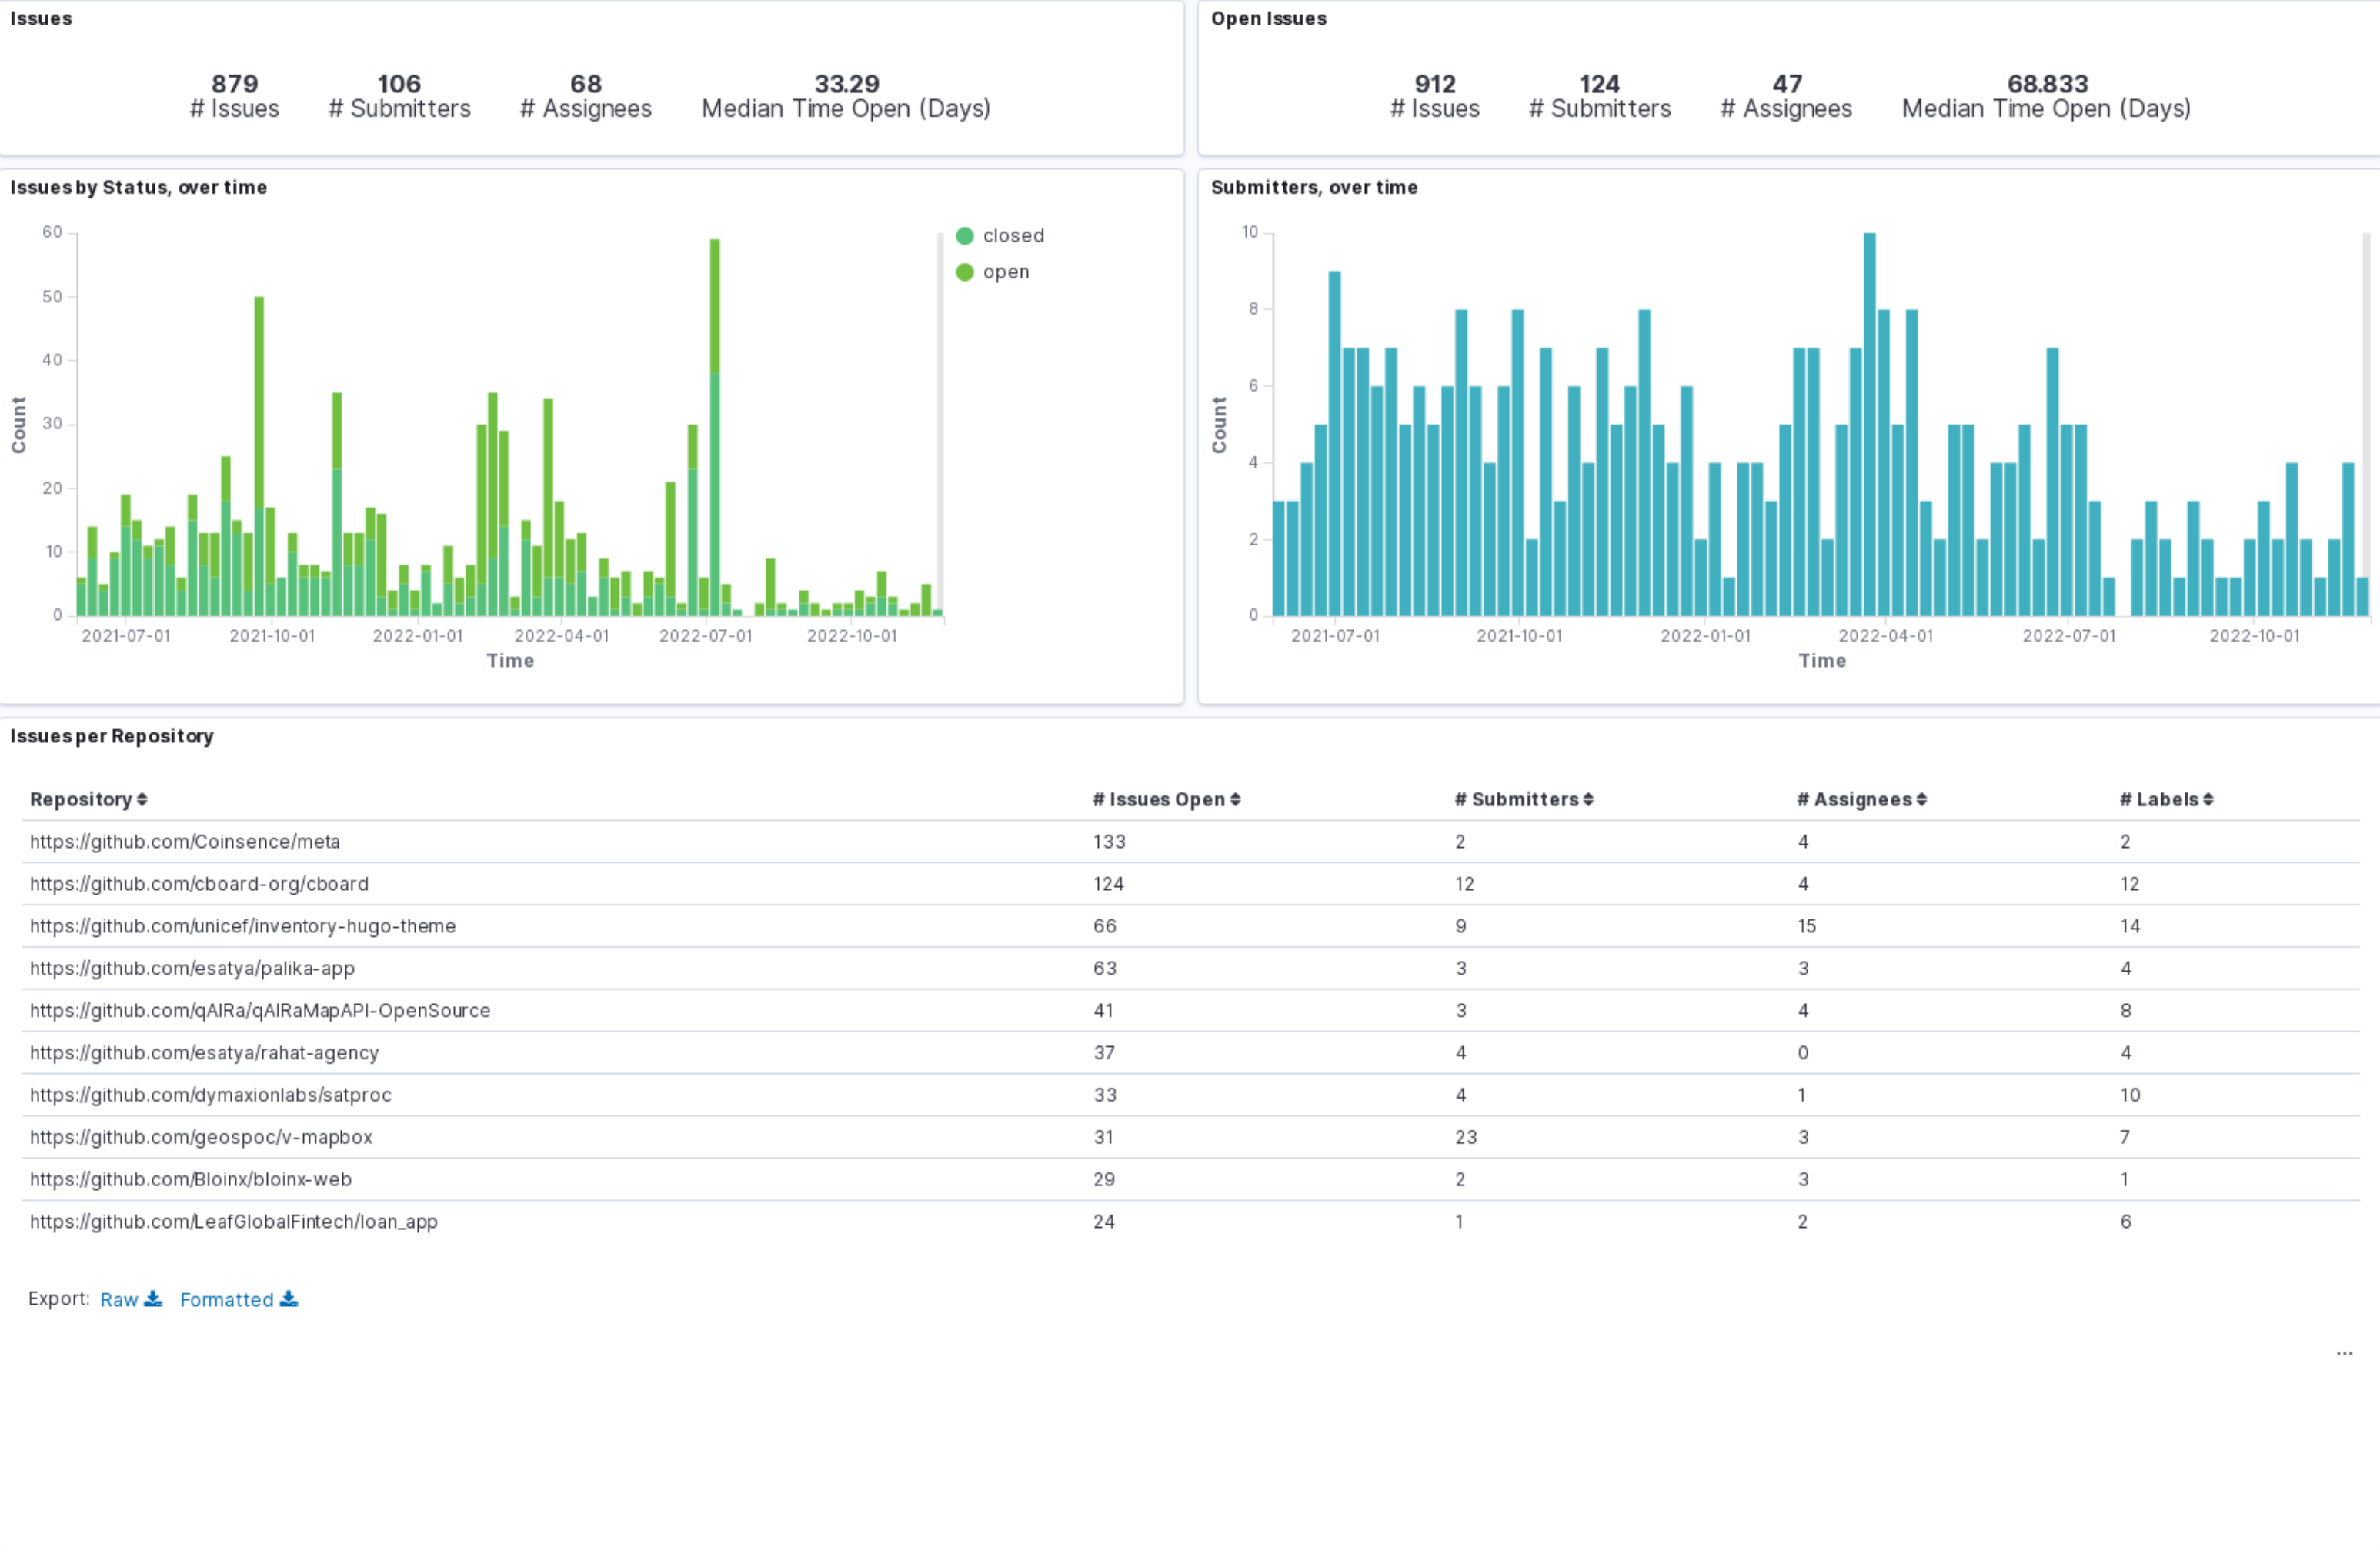 Issues
879 106 68 33.29
# Issues # Submitters # Assignees Median Time Open (Days)
Open Issues
912 124 47 68.833
# Issues # Submitters # Assignees Median Time Open (Days)
Issues by Status, over time
60
50
40
30
20
10
0
Count
2021-07-01 2021-10-01 2022-01-01 2022-04-01 2022-07-01 2022-10-01
Time
closed
open
Submitters, over time
10
8
6
4
2
0
Count
2021-07-01 2021-10-01 2022-01-01 2022-04-01 2022-07-01 2022-10-01
Time
Issues per Repository
Repository # Issues Open # Submitters # Assignees # Labels
https://github.com/Coinsence/meta 133 2 4 2
https://github.com/cboard-org/cboard 124 12 4 12
https://github.com/unicef/inventory-hugo-theme 66 9 15 14
https://github.com/esatya/palika-app 63 3 3 4
https://github.com/qAIRa/qAIRaMapAPI-OpenSource 41 3 4 8
https://github.com/esatya/rahat-agency 37 4 0 4
https://github.com/dymaxionlabs/satproc 33 4 1 10
https://github.com/geospoc/v-mapbox 31 23 3 7
https://github.com/Bloinx/bloinx-web 29 2 3 1
https://github.com/LeafGlobalFintech/loan_app 24 1 2 6
Export: Raw Formatted
...